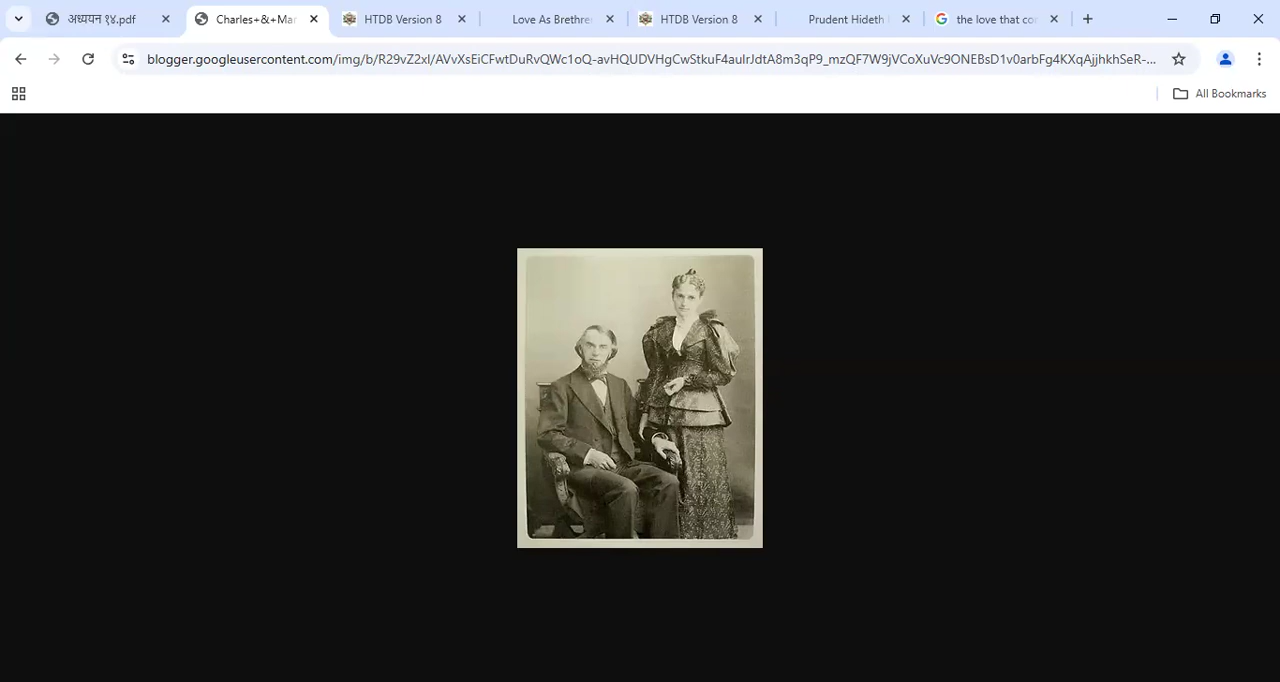 अध्ययन १४.pdf
Charles+&+Mar
HTDB Version 8
Love As Brethre
HTDB Version 8
Prudent Hideth
the love that co
blogger.googleusercontent.com/img/b/R29vZ2xl/AVvXsEiCFwtDuRvQWc1oQ-avHQUDVHgCwStkuF4auIrJdtA8m3qP9_mzQF7W9jVCoXuVc9ONEBsD1v0arbFg4KXqAjjhkhSeR-...
All Bookmarks